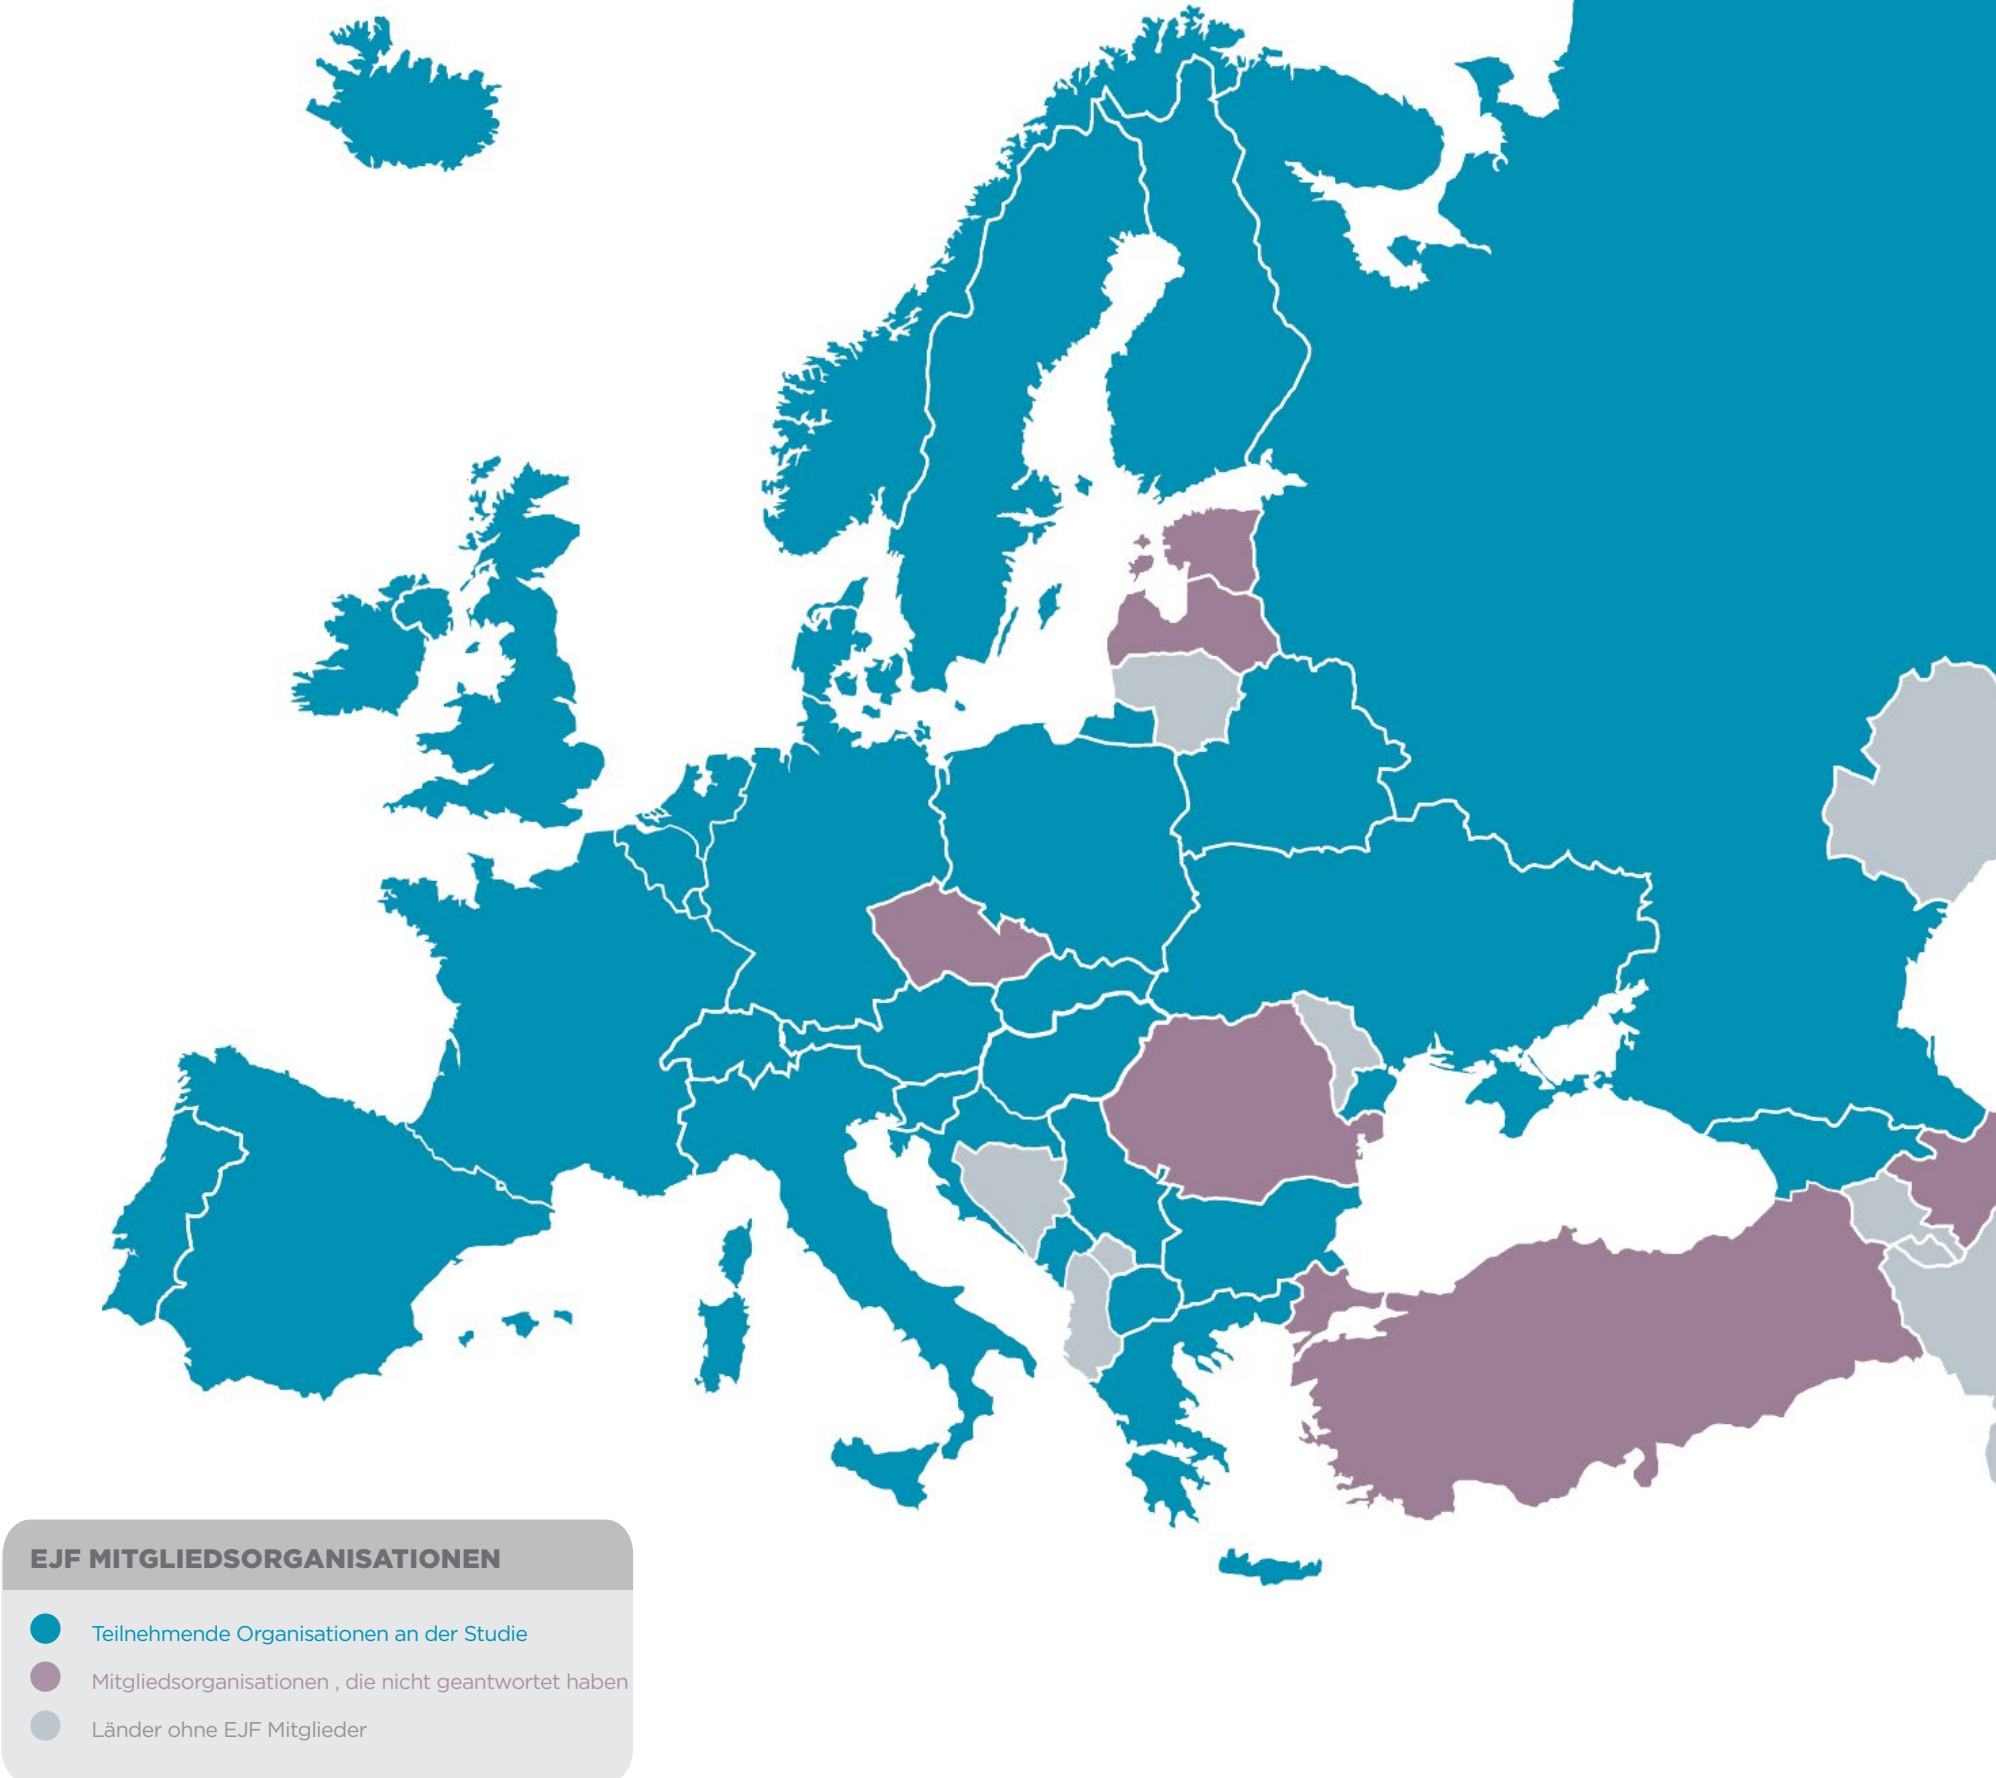 EJF MITGLIEDSORGANISATIONEN
Teilnehmende Organisationen an der Studie
Mitgliedsorganisationen , die nicht geantwortet haben
Länder ohne EJF Mitglieder